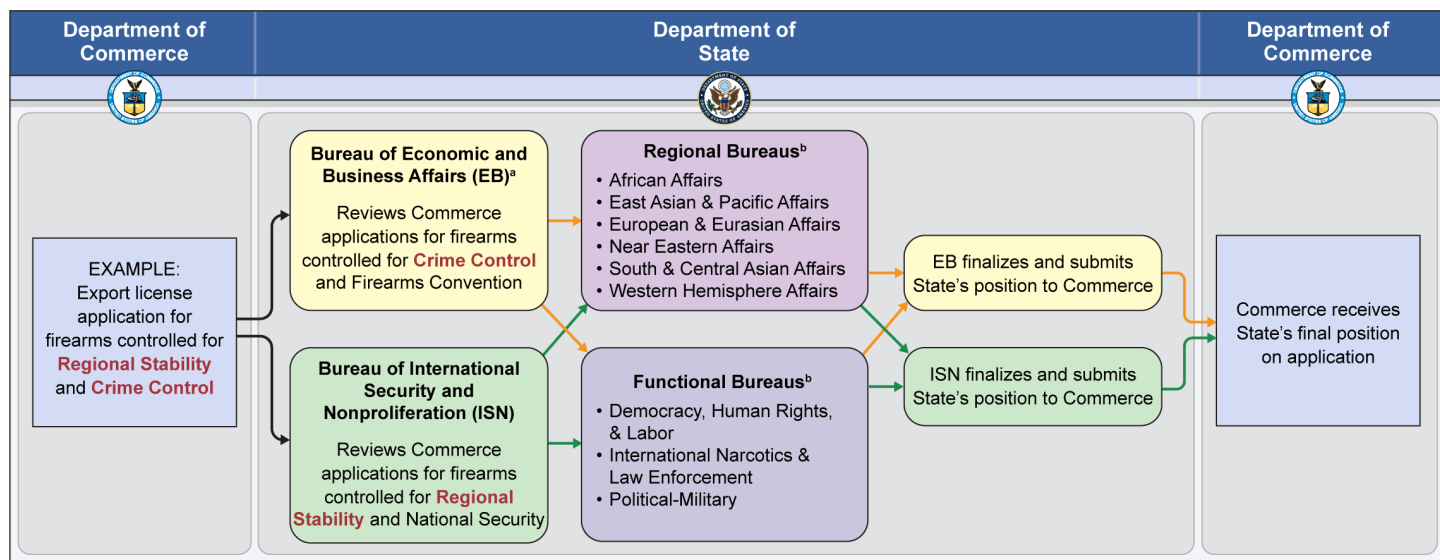 Department of
Commerce
Department of
State
Department of
Commerce
EXAMPLE:
Export license
application for
firearms controlled for
Regional Stability
and Crime Control
Bureau of Economic and
Business Affairs (EB)ᵃ
Reviews Commerce
applications for firearms
controlled for Crime Control
and Firearms Convention
Bureau of International
Security and
Nonproliferation (ISN)
Reviews Commerce
applications for firearms
controlled for Regional
Stability and National Security
Regional Bureausᵇ
• African Affairs
• East Asian & Pacific Affairs
• European & Eurasian Affairs
• Near Eastern Affairs
• South & Central Asian Affairs
• Western Hemisphere Affairs
Functional Bureausᵇ
• Democracy, Human Rights,
& Labor
• International Narcotics &
Law Enforcement
• Political-Military
EB finalizes and submits
State's position to Commerce
ISN finalizes and submits
State's position to Commerce
Commerce receives
State's final position
on application